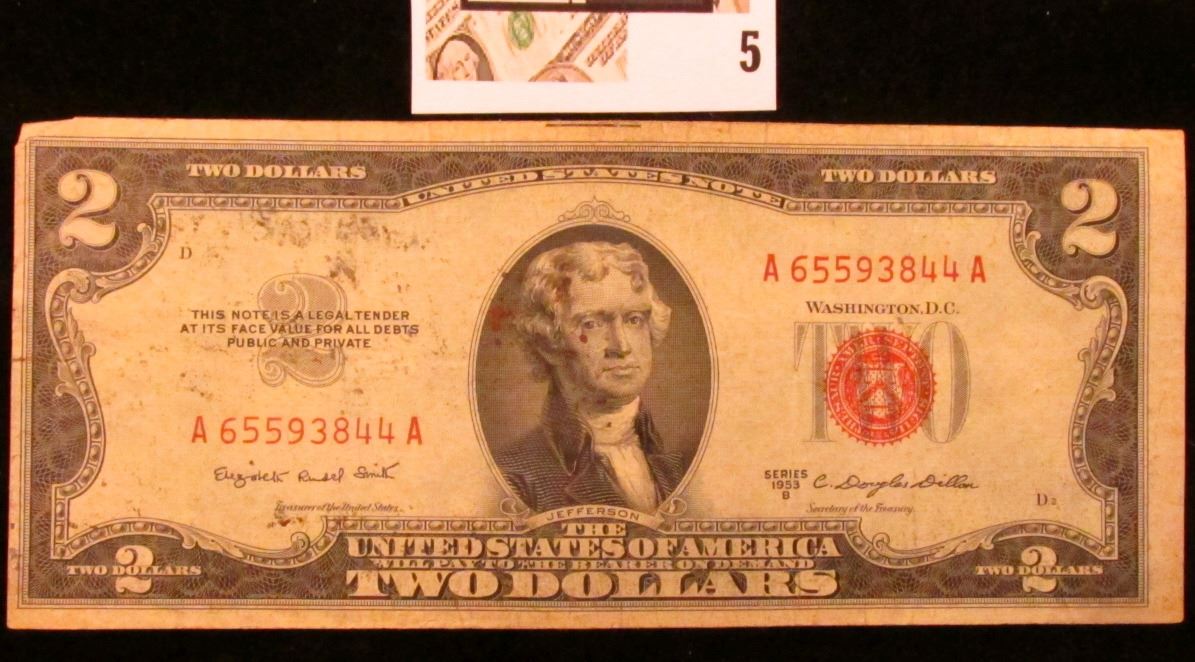 5
TWO DOLLARS
UNITED STATES NOTE
TWO DOLLARS
2
2
D
A 65593844 A
WASHINGTON, D.C.
2
THIS NOTE IS A LEGAL TENDER
AT ITS FACE VALUE FOR ALL DEBTS
PUBLIC AND PRIVATE
TWO
A 65593844 A
Elizabeth Rudel Smith
Treasurer of the United States.
SERIES
1953
B
C. Douglas Dillon
Secretary of the Treasury.
D 2
JEFFERSON
THE
UNITED STATES OF AMERICA
WILL PAY TO THE BEARER ON DEMAND
TWO DOLLARS
TWO DOLLARS
2
TWO DOLLARS
2